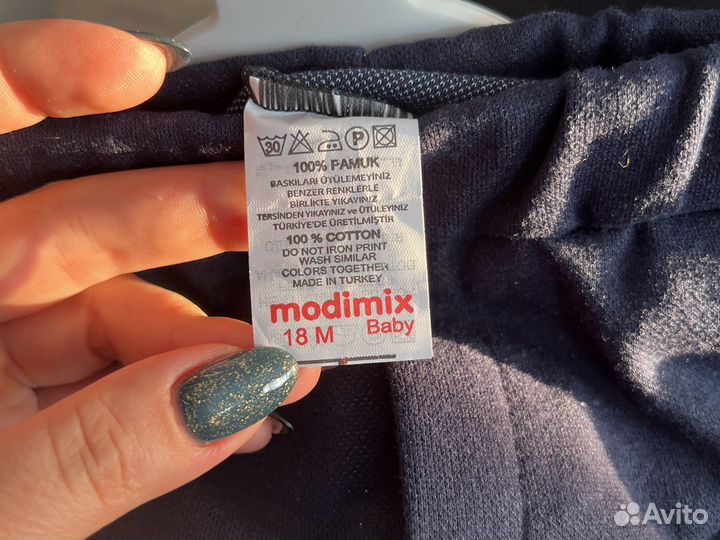 30 P
100% PAMUK
BASKILARI ÜTÜLEMEYİNİZ
BENZER RENKLERLE
BİRLİKTE YIKAYINIZ
TERSİNDEN YIKAYINIZ ve ÜTÜLEYİNİZ
TÜRKİYE'DE ÜRETİLMİŞTİR
100 % COTTON
DO NOT IRON PRINT
WASH SIMILAR
COLORS TOGETHER
MADE IN TURKEY
modimix
18 M Baby
Avito